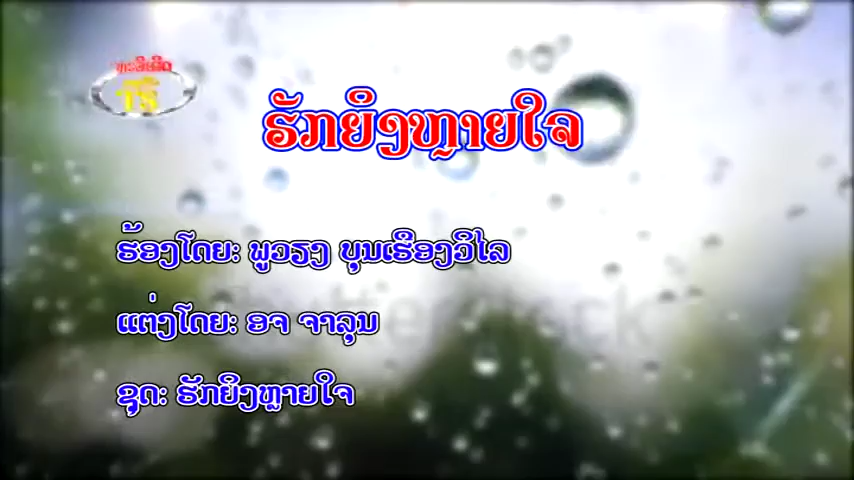 TS
ຮັກຍິງຫຼາຍໃຈ
ຮ້ອງໂດຍ: ພູວຽງ ບຸນເຮືອງວິໄລ
ແຕ່ງໂດຍ: ອຈ ຈາລຸນ
ຊຸດ: ຮັກຍິງຫຼາຍໃຈ